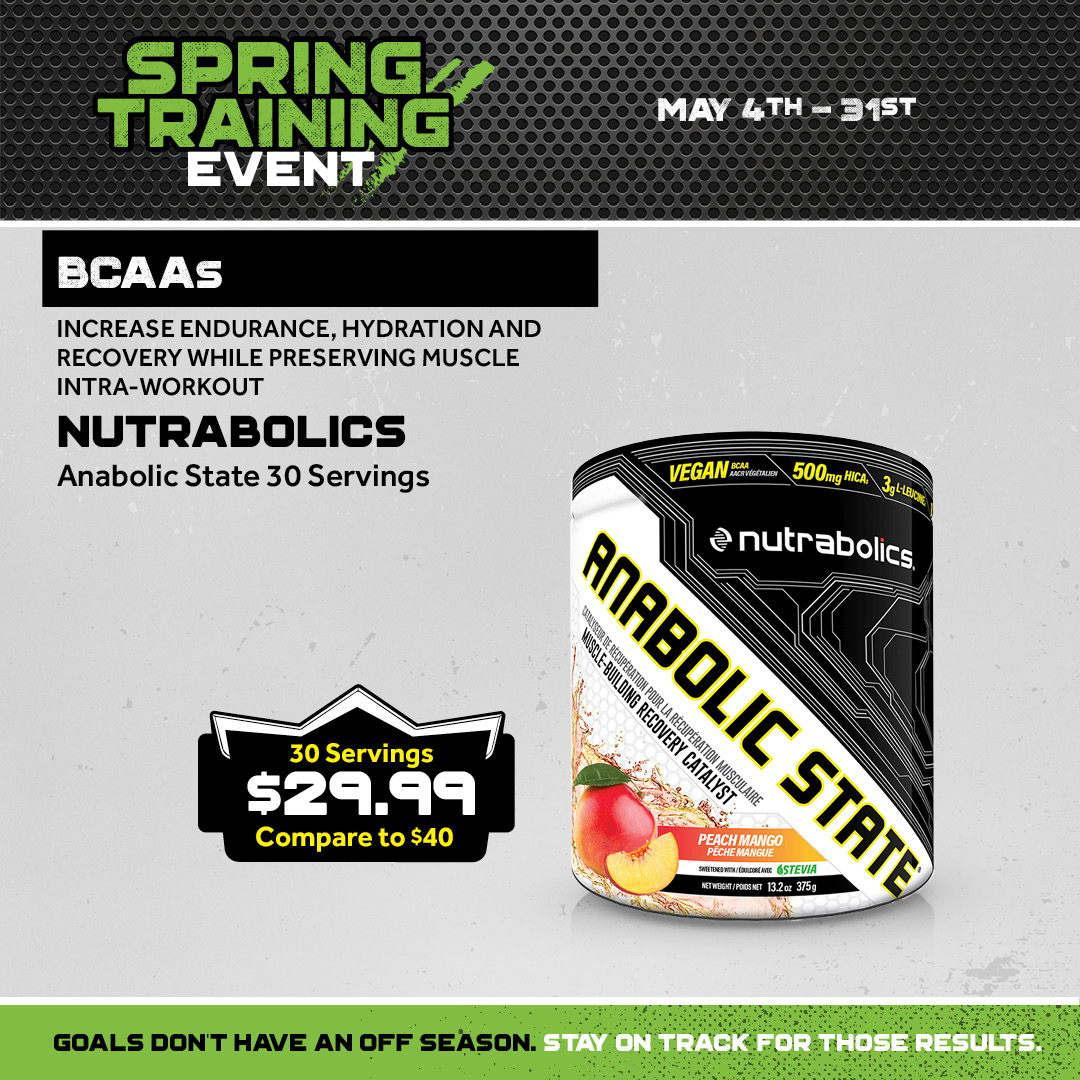 SPRING
TRAINING
EVENT
MAY 4TH – 31ST
BCAAs
INCREASE ENDURANCE, HYDRATION AND
RECOVERY WHILE PRESERVING MUSCLE
INTRA-WORKOUT
NUTRABOLICS
Anabolic State 30 Servings
30 Servings
$29.99
Compare to $40
VEGAN BCAA
AACR VÉGÉTALIEN
500mg HICA,
3g L-LEUCINE,
nutrabolics.
ANABOLIC STATE
CATALYSEUR DE RÉCUPÉRATION POUR LA RÉCUPÉRATION MUSCULAIRE
MUSCLE-BUILDING RECOVERY CATALYST
PEACH MANGO
PÊCHE MANGUE
SWEETENED WITH / ÉDULCORÉ AVEC STEVIA
NET WEIGHT / POIDS NET 13.2 oz 375 g
GOALS DON'T HAVE AN OFF SEASON. STAY ON TRACK FOR THOSE RESULTS.